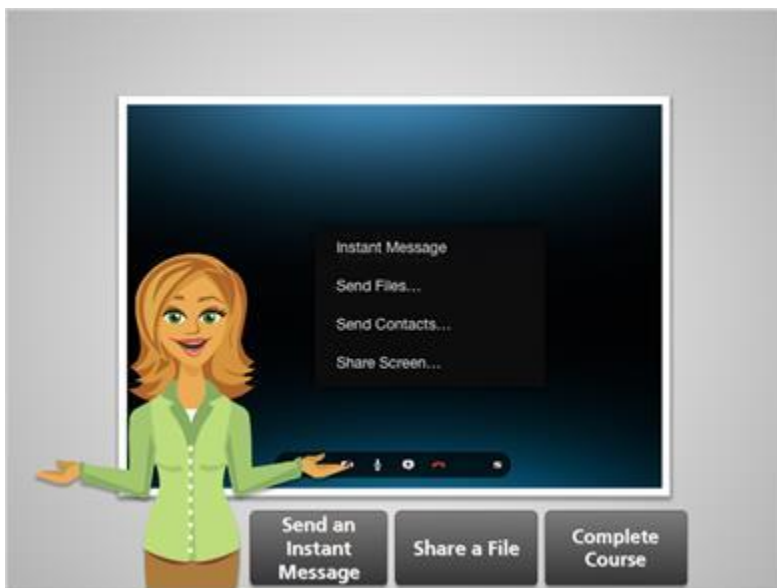 Instant Message
Send Files...
Send Contacts...
Share Screen...
Send an
Instant
Message
Share a File
Complete
Course